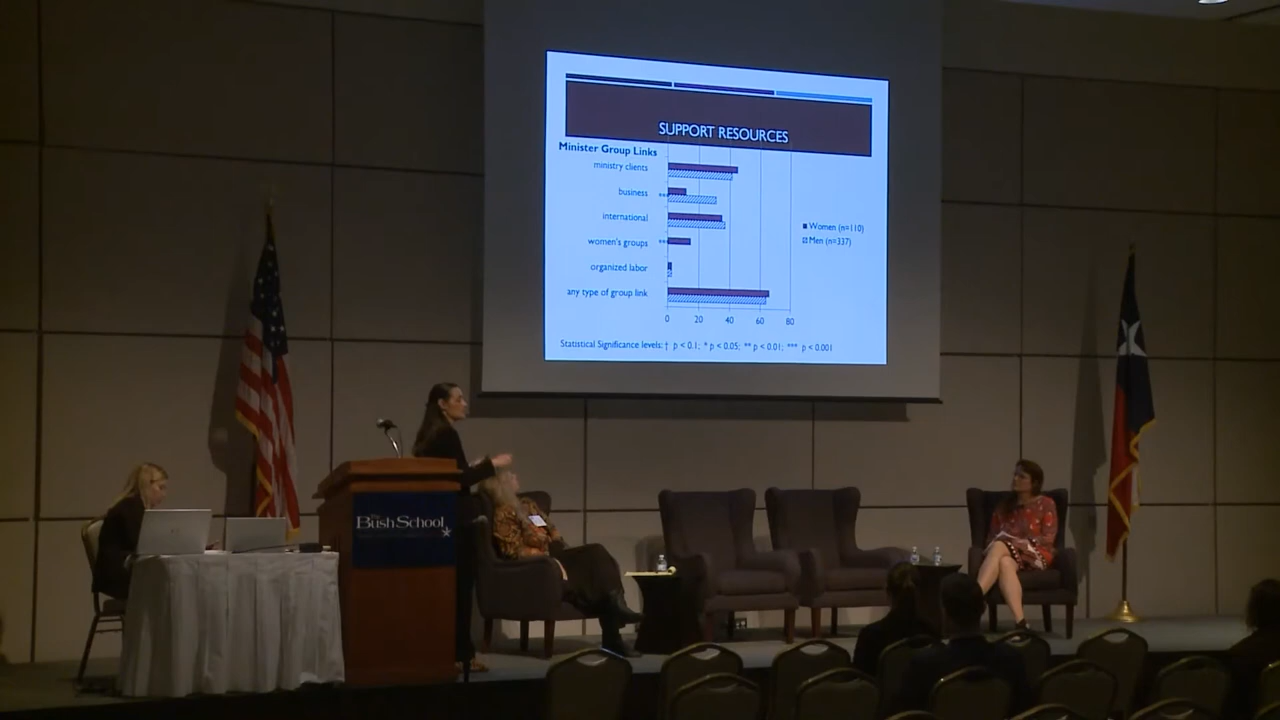 SUPPORT RESOURCES
Minister Group Links
ministry clients
business
***
international
women's groups
organized labor
any type of group link
0 20 40 60 80
Women (n=110)
Men (n=337)
Statistical Significance levels: † p < 0.1; * p < 0.05; ** p < 0.01; *** p < 0.001
The
Bush School